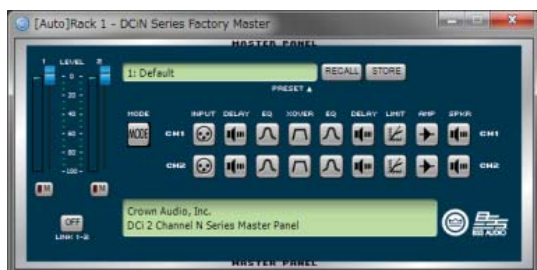 [Auto]Rack 1 - DCiN Series Factory Master
MASTER PANEL
1 LEVEL 2
1: Default
RECALL STORE
PRESET ▲
0
20
40
60
80
-100-
MODE INPUT DELAY EQ XOVER EQ DELAY LIMIT AMP SPKR
MODE CH1 CH1
CH2 CH2
M M
OFF
LINK 1-2
Crown Audio, Inc.
DCi 2 Channel N Series Master Panel
BSS AUDIO
MASTER PANEL